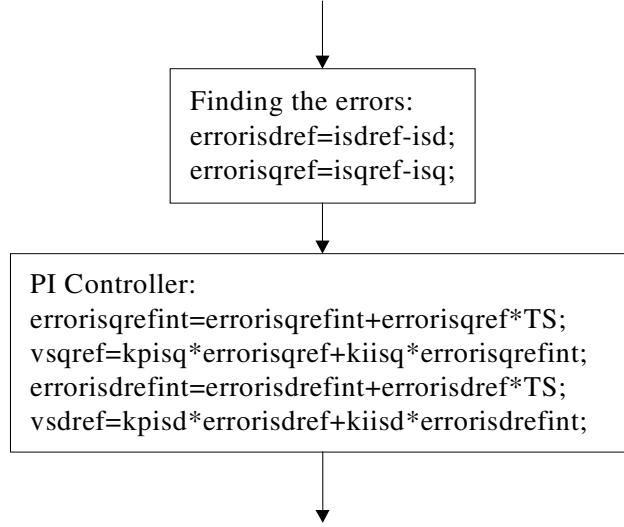 Finding the errors:
errorisdref=isdref-isd;
errorisqref=isqref-isq;
PI Controller:
errorisqrefint=errorisqrefint+errorisqref*TS;
vsqref=kpisq*errorisqref+kiisq*errorisqrefint;
errorisdrefint=errorisdrefint+errorisdref*TS;
vsdref=kpisd*errorisdref+kiisd*errorisdrefint;